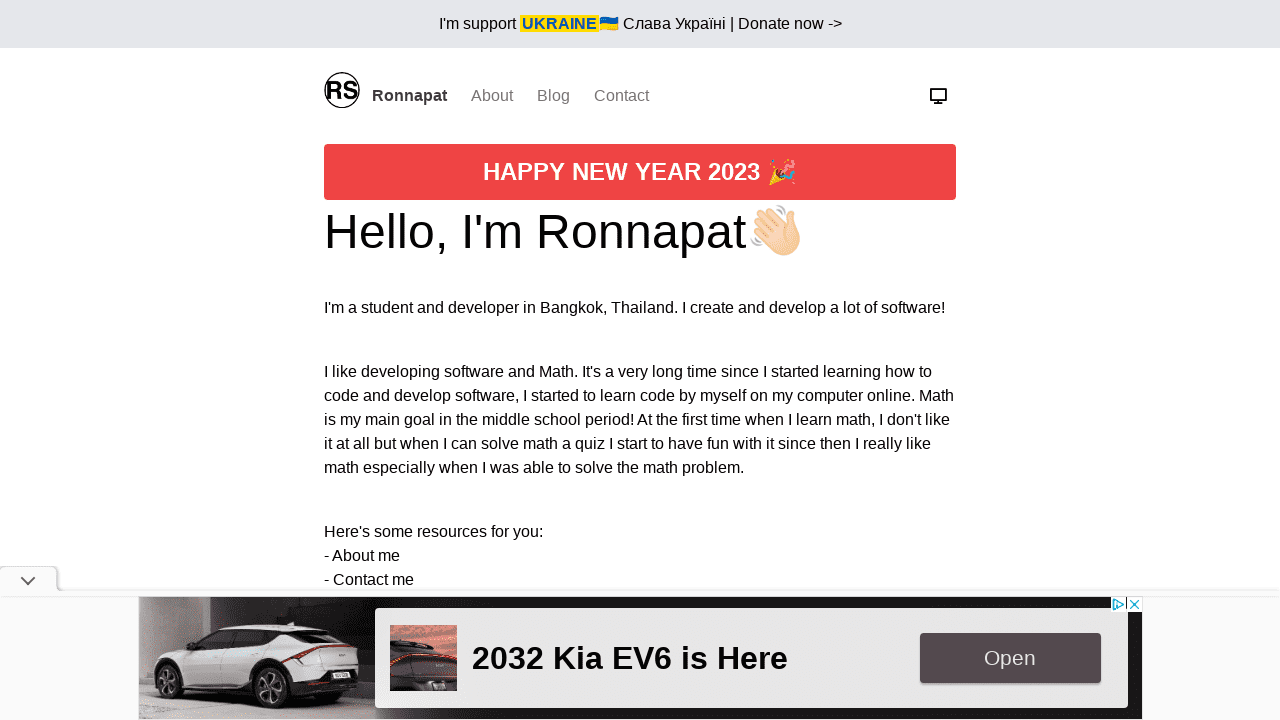 I'm support UKRAINE🇺🇦 Слава Україні | Donate now ->
RS Ronnapat About Blog Contact
HAPPY NEW YEAR 2023 🎉
Hello, I'm Ronnapat👋🏻
I'm a student and developer in Bangkok, Thailand. I create and develop a lot of software!
I like developing software and Math. It's a very long time since I started learning how to
code and develop software, I started to learn code by myself on my computer online. Math
is my main goal in the middle school period! At the first time when I learn math, I don't like
it at all but when I can solve math a quiz I start to have fun with it since then I really like
math especially when I was able to solve the math problem.
Here's some resources for you:
- About me
- Contact me
2032 Kia EV6 is Here
Open